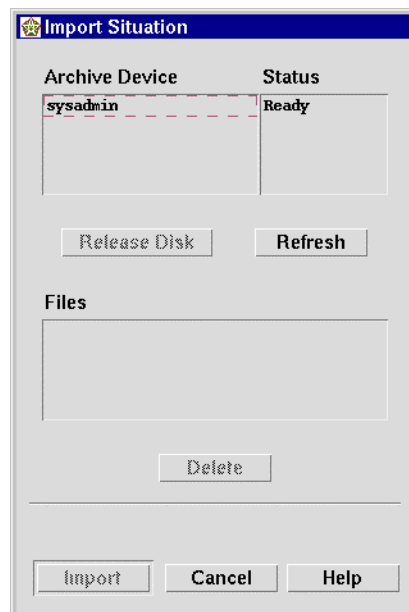 Import Situation
Archive Device Status
sysadmin Ready
Release Disk Refresh
Files
Delete
Import Cancel Help